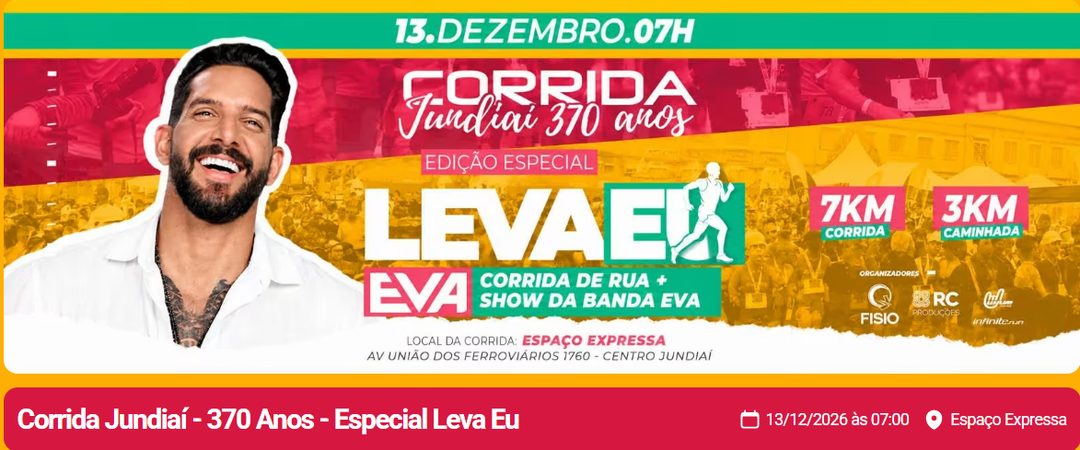 13.DEZEMBRO.07H
CORRIDA
Jundiaí 370 anos
EDIÇÃO ESPECIAL
LEVA EU
EVA
CORRIDA DE RUA +
SHOW DA BANDA EVA
7KM
CORRIDA
3KM
CAMINHADA
ORGANIZADORES
FISIO
RC
PRODUÇÕES
infinite run
LOCAL DA CORRIDA: ESPAÇO EXPRESSA
AV UNIÃO DOS FERROVIÁRIOS 1760 - CENTRO JUNDIAÍ
Corrida Jundiaí - 370 Anos - Especial Leva Eu
13/12/2026 às 07:00
Espaço Expressa